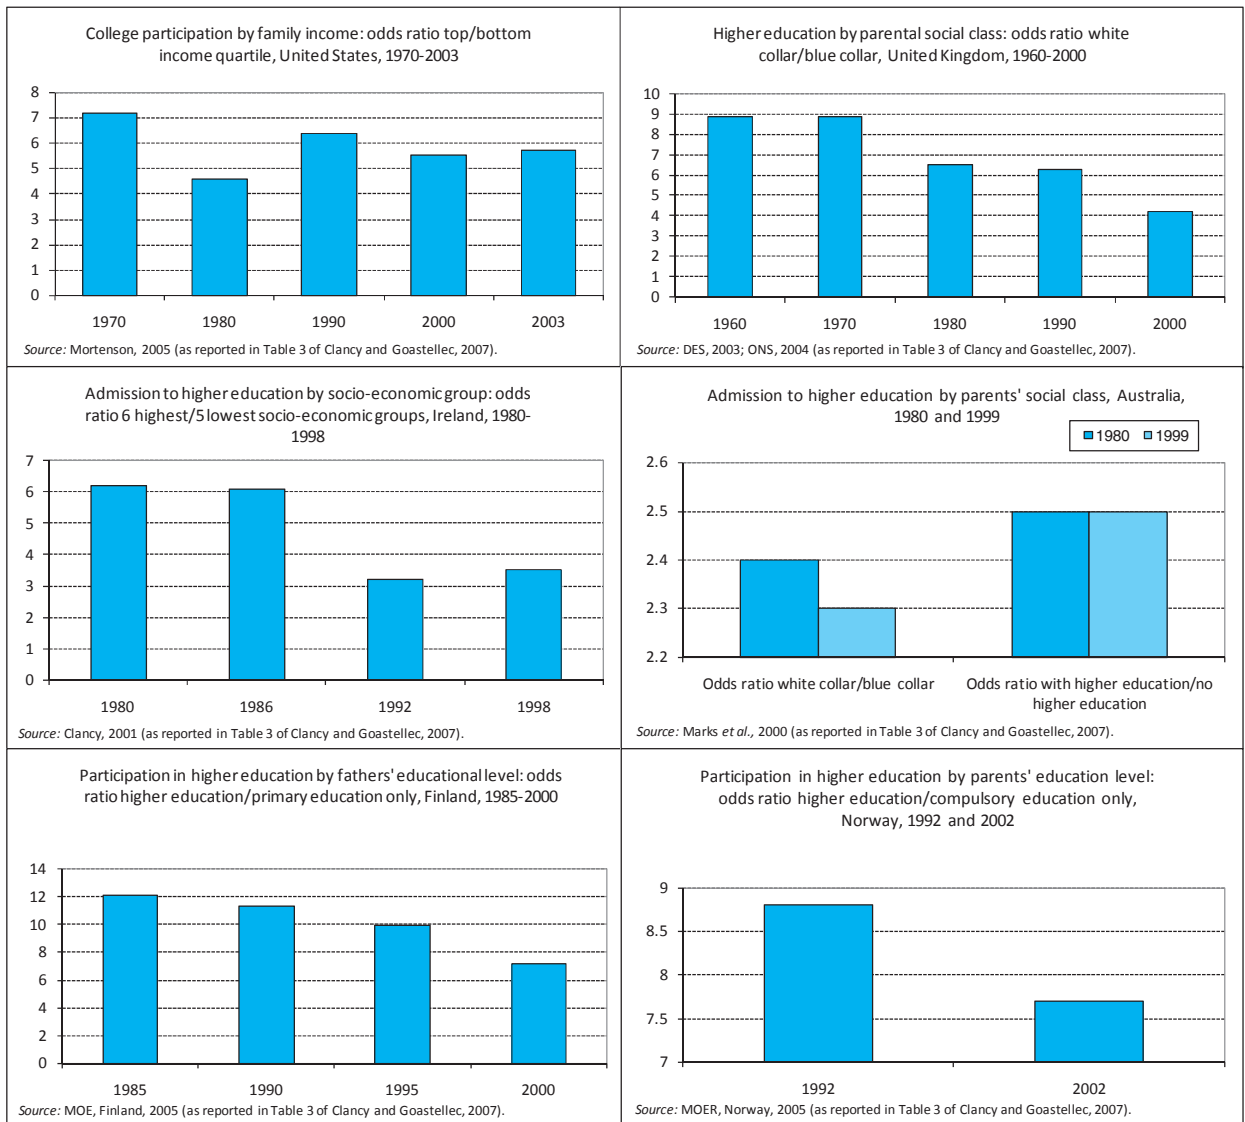 College participation by family income: odds ratio top/bottom
income quartile, United States, 1970-2003
8
7
6
5
4
3
2
1
0
1970 1980 1990 2000 2003
Source: Mortenson, 2005 (as reported in Table 3 of Clancy and Goastellec, 2007).
Higher education by parental social class: odds ratio white
collar/blue collar, United Kingdom, 1960-2000
10
9
8
7
6
5
4
3
2
1
0
1960 1970 1980 1990 2000
Source: DES, 2003; ONS, 2004 (as reported in Table 3 of Clancy and Goastellec, 2007).
Admission to higher education by socio-economic group: odds
ratio 6 highest/5 lowest socio-economic groups, Ireland, 1980-
1998
7
6
5
4
3
2
1
0
1980 1986 1992 1998
Source: Clancy, 2001 (as reported in Table 3 of Clancy and Goastellec, 2007).
Admission to higher education by parents' social class, Australia,
1980 and 1999
1980 1999
2.6
2.5
2.4
2.3
2.2
Odds ratio white collar/blue collar Odds ratio with higher education/no
higher education
Source: Marks et al., 2000 (as reported in Table 3 of Clancy and Goastellec, 2007).
Participation in higher education by fathers' educational level: odds
ratio higher education/primary education only, Finland, 1985-2000
14
12
10
8
6
4
2
0
1985 1990 1995 2000
Source: MOE, Finland, 2005 (as reported in Table 3 of Clancy and Goastellec, 2007).
Participation in higher education by parents' education level:
odds ratio higher education/compulsory education only,
Norway, 1992 and 2002
9
8.5
8
7.5
7
1992 2002
Source: MOER, Norway, 2005 (as reported in Table 3 of Clancy and Goastellec, 2007).